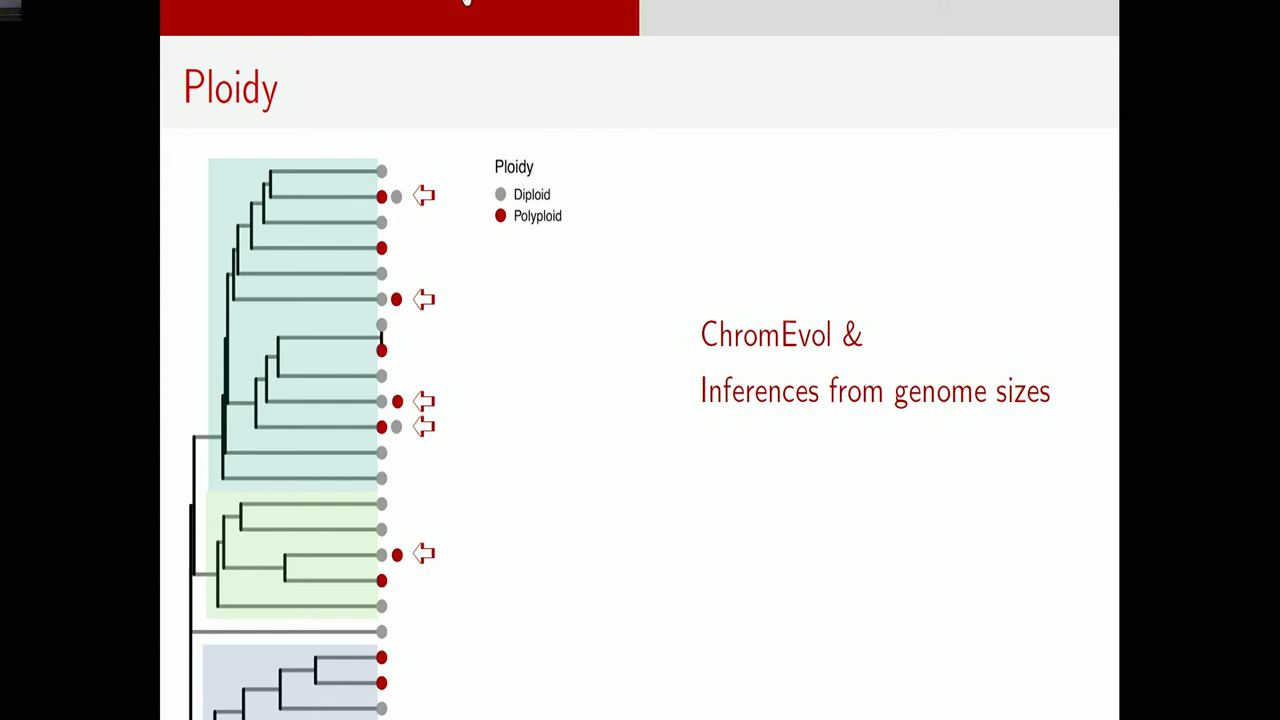 Ploidy
Ploidy
Diploid
Polyploid
ChromEvol &
Inferences from genome sizes